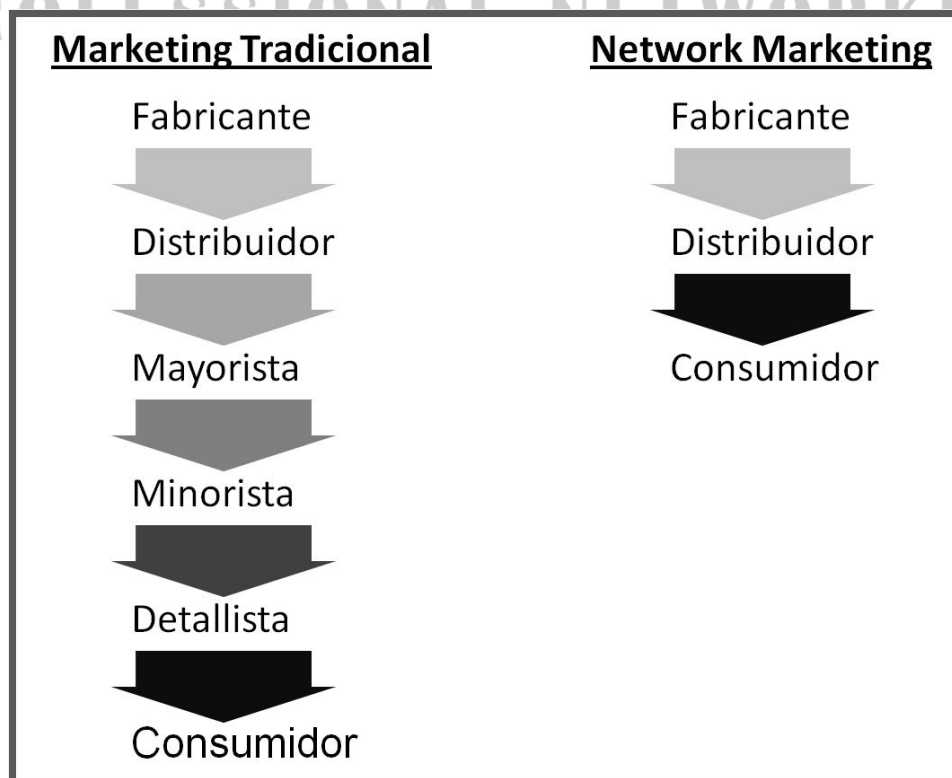 Marketing Tradicional
Fabricante
Distribuidor
Mayorista
Minorista
Detallista
Consumidor
Network Marketing
Fabricante
Distribuidor
Consumidor